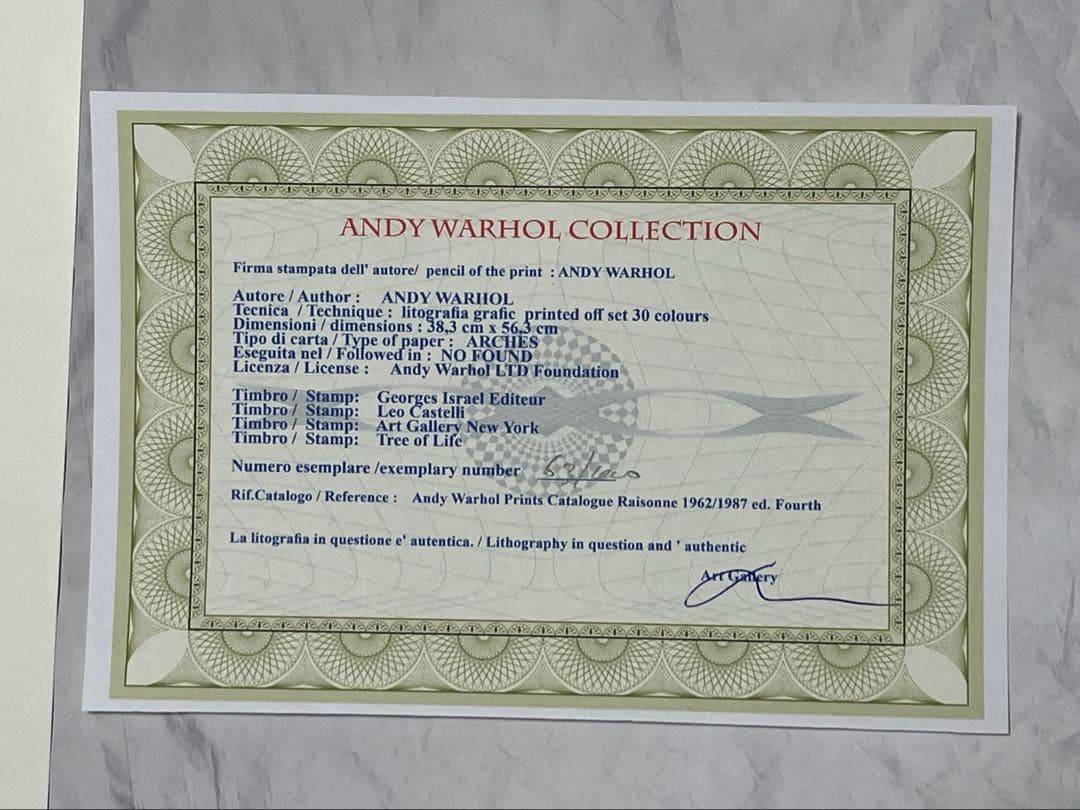 ANDY WARHOL COLLECTION
Firma stampata dell' autore/ pencil of the print : ANDY WARHOL
Autore / Author : ANDY WARHOL
Tecnica / Technique : litografia grafic printed off set 30 colours
Dimensioni / dimensions : 38,3 cm x 56,3 cm
Tipo di carta / Type of paper : ARCHES
Eseguita nel / Followed in : NO FOUND
Licenza / License : Andy Warhol LTD Foundation
Timbro / Stamp: Georges Israel Editeur
Timbro / Stamp: Leo Castelli
Timbro / Stamp: Art Gallery New York
Timbro / Stamp: Tree of Life
Numero esemplare /exemplary number
Rif.Catalogo / Reference : Andy Warhol Prints Catalogue Raisonne 1962/1987 ed. Fourth
La litografia in questione e' autentica. / Lithography in question and ' authentic
Art Gallery